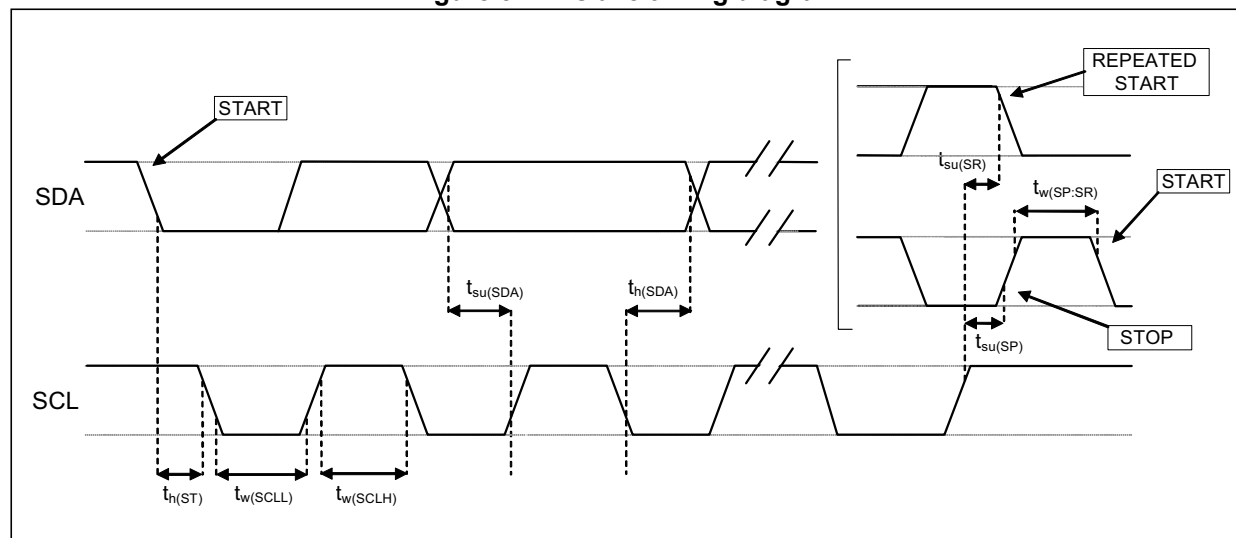 REPEATED
START
START
SDA
t_su(SR)
t_w(SP:SR)
START
t_su(SDA)
t_h(SDA)
t_su(SP)
STOP
SCL
t_h(ST)
t_w(SCLL)
t_w(SCLH)